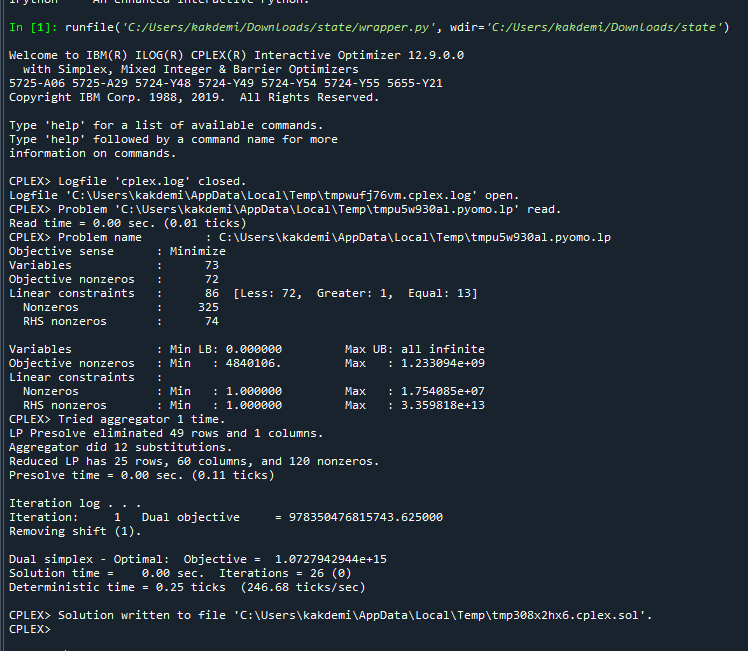 IPython -- An enhanced Interactive Python.
In [1]: runfile('C:/Users/kakdemi/Downloads/state/wrapper.py', wdir='C:/Users/kakdemi/Downloads/state')
Welcome to IBM(R) ILOG(R) CPLEX(R) Interactive Optimizer 12.9.0.0
with Simplex, Mixed Integer & Barrier Optimizers
5725-A06 5725-A29 5724-Y48 5724-Y49 5724-Y54 5724-Y55 5655-Y21
Copyright IBM Corp. 1988, 2019.  All Rights Reserved.
Type 'help' for a list of available commands.
Type 'help' followed by a command name for more
information on commands.
CPLEX> Logfile 'cplex.log' closed.
Logfile 'C:\Users\kakdemi\AppData\Local\Temp\tmpwufj76vm.cplex.log' open.
CPLEX> Problem 'C:\Users\kakdemi\AppData\Local\Temp\tmpu5w930al.pyomo.lp' read.
Read time = 0.00 sec. (0.01 ticks)
CPLEX> Problem name         : C:\Users\kakdemi\AppData\Local\Temp\tmpu5w930al.pyomo.lp
Objective sense      : Minimize
Variables            :      73
Objective nonzeros   :      72
Linear constraints   :      86  [Less: 72,  Greater: 1,  Equal: 13]
Nonzeros           :     325
RHS nonzeros       :      74
Variables            : Min LB: 0.000000         Max UB: all infinite
Objective nonzeros   : Min   : 4840106.         Max   : 1.233094e+09
Linear constraints   :
Nonzeros           : Min   : 1.000000         Max   : 1.754085e+07
RHS nonzeros       : Min   : 1.000000         Max   : 3.359818e+13
CPLEX> Tried aggregator 1 time.
LP Presolve eliminated 49 rows and 1 columns.
Aggregator did 12 substitutions.
Reduced LP has 25 rows, 60 columns, and 120 nonzeros.
Presolve time = 0.00 sec. (0.11 ticks)
Iteration log . . .
Iteration:     1   Dual objective     = 978350476815743.625000
Removing shift (1).
Dual simplex - Optimal:  Objective =  1.0727942944e+15
Solution time =    0.00 sec.  Iterations = 26 (0)
Deterministic time = 0.25 ticks  (246.68 ticks/sec)
CPLEX> Solution written to file 'C:\Users\kakdemi\AppData\Local\Temp\tmp308x2hx6.cplex.sol'.
CPLEX>